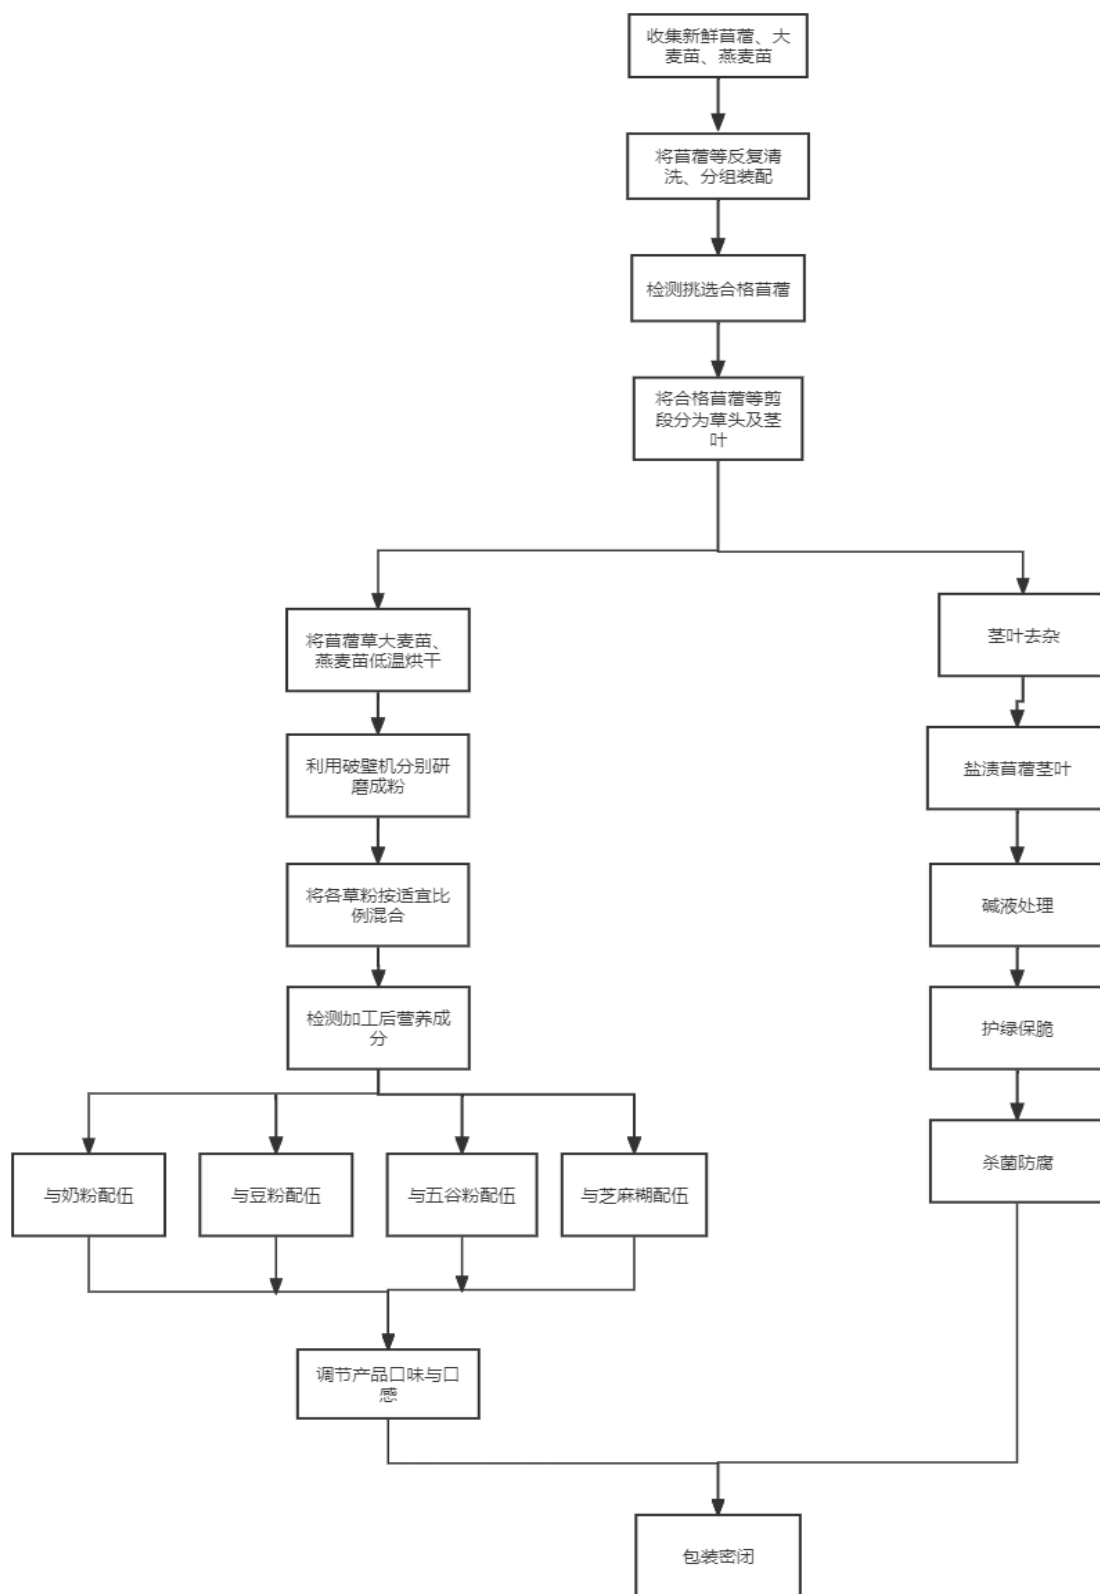 收集新鲜苜蓿、大
麦苗、燕麦苗
将苜蓿等反复清
洗、分组装配
检测挑选合格苜蓿
将合格苜蓿等剪
段分为草头及茎
叶
将苜蓿草大麦苗、
燕麦苗低温烘干
利用破壁机分别研
磨成粉
将各草粉按适宜比
例混合
检测加工后营养成
分
与奶粉配伍
与豆粉配伍
与五谷粉配伍
与芝麻糊配伍
调节产品口味与口
感
茎叶去杂
盐渍苜蓿茎叶
碱液处理
护绿保脆
杀菌防腐
包装密闭